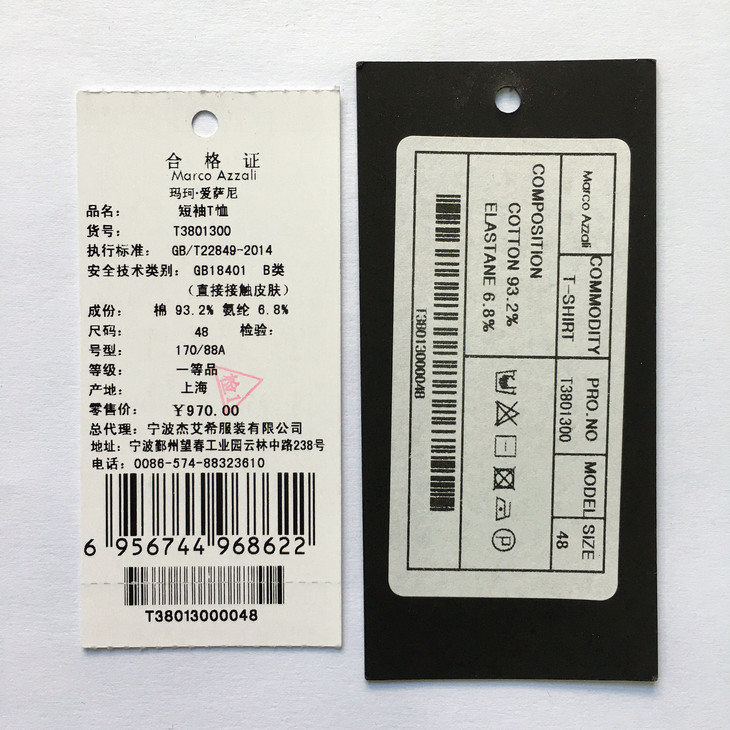 合格证
Marco Azzali
玛珂·爱萨尼
品名： 短袖T恤
货号： T3801300
执行标准： GB/T22849-2014
安全技术类别： GB18401 B类
（直接接触皮肤）
成份： 棉 93.2% 氨纶 6.8%
尺码： 48 检验：
号型： 170/88A
等级： 一等品
检1
产地： 上海
零售价： ￥970.00
总代理： 宁波杰艾希服装有限公司
地址： 宁波鄞州望春工业园云林中路238号
电话： 0086-574-88323610
6 956744 968622
T38013000048
Marco Azzali
COMMODITY PRO.NO MODEL SIZE
T-SHIRT T3801300 48
COMPOSITION
COTTON 93.2%
ELASTANE 6.8%
P
T38013000048